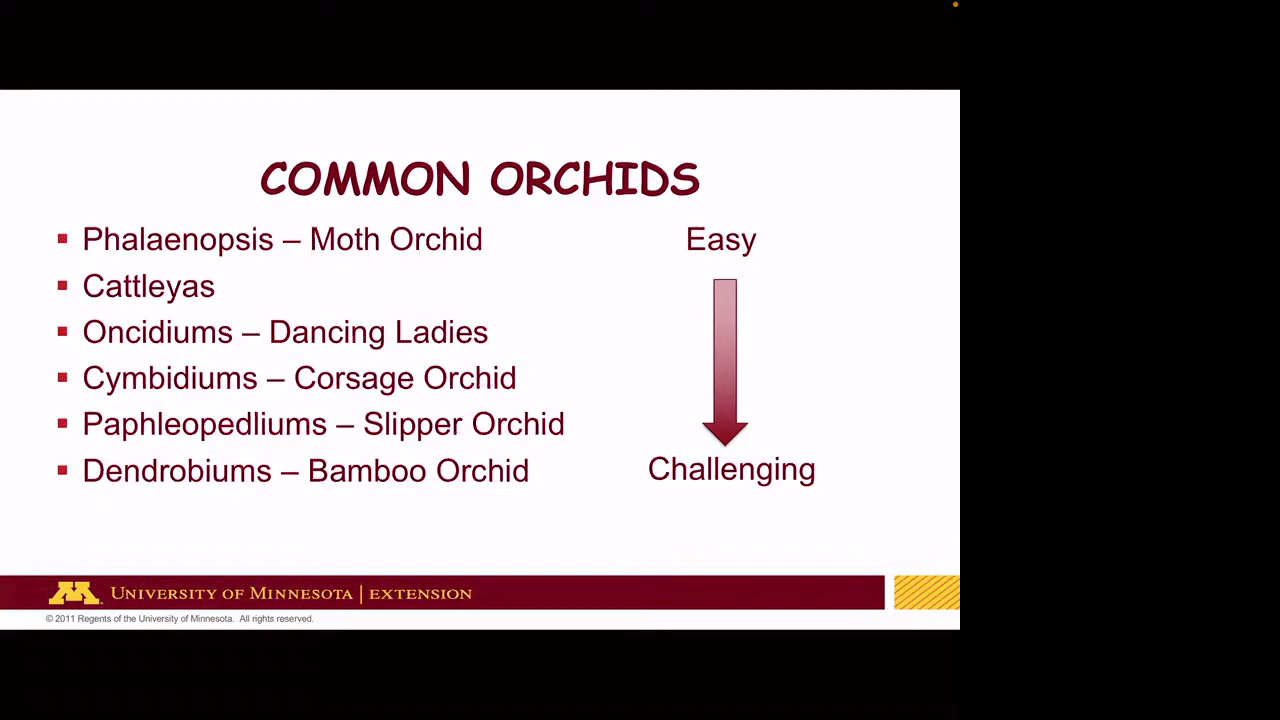 COMMON ORCHIDS
▪ Phalaenopsis – Moth Orchid
Easy
▪ Cattleyas
▪ Oncidiums – Dancing Ladies
▪ Cymbidiums – Corsage Orchid
▪ Paphleopedliums – Slipper Orchid
▪ Dendrobiums – Bamboo Orchid
Challenging
M UNIVERSITY OF MINNESOTA | EXTENSION
© 2011 Regents of the University of Minnesota. All rights reserved.